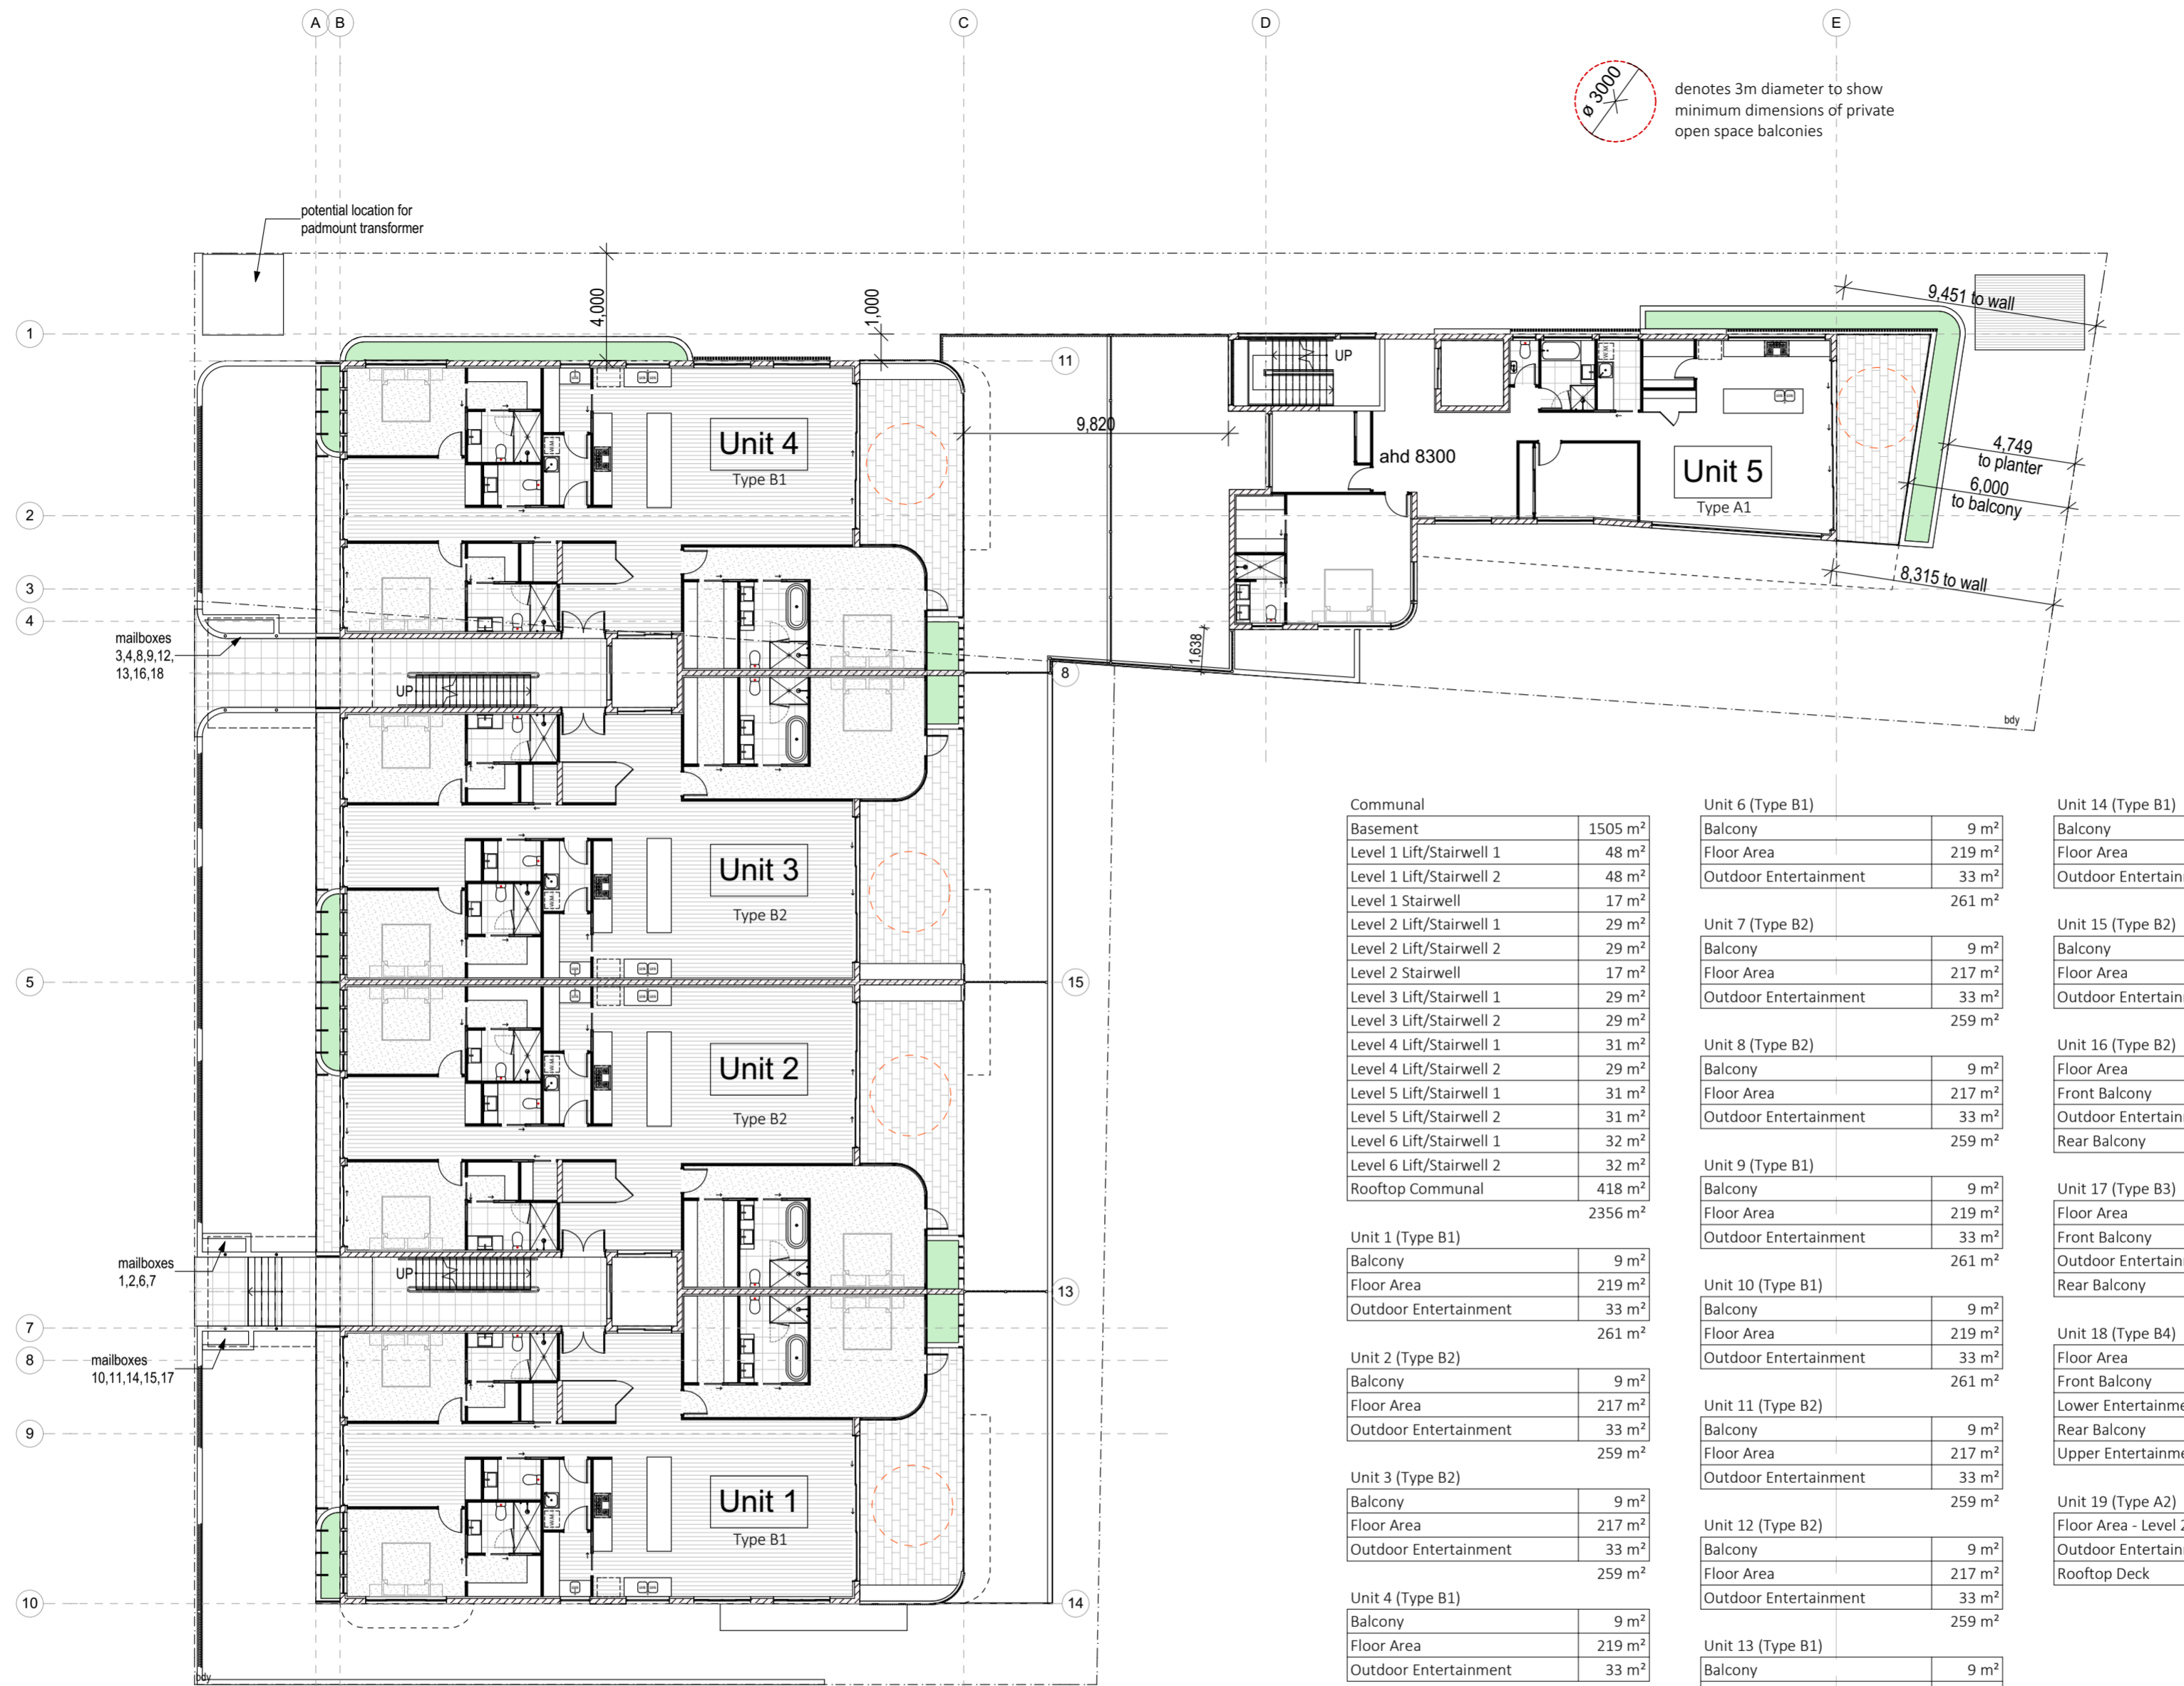 A
B
C
D
E
ø 3000
denotes 3m diameter to show
minimum dimensions of private
open space balconies
potential location for
padmount transformer
4,000
1,000
9,451 to wall
1
11
UP
9,820
Unit 4
Type B1
ahd 8300
Unit 5
Type A1
4,749
to planter
6,000
to balcony
2
3
4
8,315 to wall
mailboxes
3,4,8,9,12,
13,16,18
UP
1,638
8
bdy
Unit 3
Type B2
5
15
Unit 2
Type B2
mailboxes
1,2,6,7
UP
13
7
8
mailboxes
10,11,14,15,17
9
Unit 1
Type B1
10
14
bdy
Communal
Basement 1505 m²
Level 1 Lift/Stairwell 1 48 m²
Level 1 Lift/Stairwell 2 48 m²
Level 1 Stairwell 17 m²
Level 2 Lift/Stairwell 1 29 m²
Level 2 Lift/Stairwell 2 29 m²
Level 2 Stairwell 17 m²
Level 3 Lift/Stairwell 1 29 m²
Level 3 Lift/Stairwell 2 29 m²
Level 4 Lift/Stairwell 1 31 m²
Level 4 Lift/Stairwell 2 29 m²
Level 5 Lift/Stairwell 1 31 m²
Level 5 Lift/Stairwell 2 31 m²
Level 6 Lift/Stairwell 1 32 m²
Level 6 Lift/Stairwell 2 32 m²
Rooftop Communal 418 m²
2356 m²
Unit 1 (Type B1)
Balcony 9 m²
Floor Area 219 m²
Outdoor Entertainment 33 m²
261 m²
Unit 2 (Type B2)
Balcony 9 m²
Floor Area 217 m²
Outdoor Entertainment 33 m²
259 m²
Unit 3 (Type B2)
Balcony 9 m²
Floor Area 217 m²
Outdoor Entertainment 33 m²
259 m²
Unit 4 (Type B1)
Balcony 9 m²
Floor Area 219 m²
Outdoor Entertainment 33 m²
Unit 6 (Type B1)
Balcony 9 m²
Floor Area 219 m²
Outdoor Entertainment 33 m²
261 m²
Unit 7 (Type B2)
Balcony 9 m²
Floor Area 217 m²
Outdoor Entertainment 33 m²
259 m²
Unit 8 (Type B2)
Balcony 9 m²
Floor Area 217 m²
Outdoor Entertainment 33 m²
259 m²
Unit 9 (Type B1)
Balcony 9 m²
Floor Area 219 m²
Outdoor Entertainment 33 m²
261 m²
Unit 10 (Type B1)
Balcony 9 m²
Floor Area 219 m²
Outdoor Entertainment 33 m²
261 m²
Unit 11 (Type B2)
Balcony 9 m²
Floor Area 217 m²
Outdoor Entertainment 33 m²
259 m²
Unit 12 (Type B2)
Balcony 9 m²
Floor Area 217 m²
Outdoor Entertainment 33 m²
259 m²
Unit 13 (Type B1)
Balcony 9 m²
Unit 14 (Type B1)
Balcony
Floor Area
Outdoor
Unit 15 (Type B2)
Balcony
Floor Area
Outdoor
Unit 16 (Type B2)
Floor Area
Front Balcony
Outdoor
Rear Balcony
Unit 17 (Type B3)
Floor Area
Front Balcony
Outdoor
Rear Balcony
Unit 18 (Type B4)
Floor Area
Front Balcony
Lower
Rear Balcony
Upper
Unit 19 (Type A2)
Floor Area - Level
Outdoor
Rooftop Deck